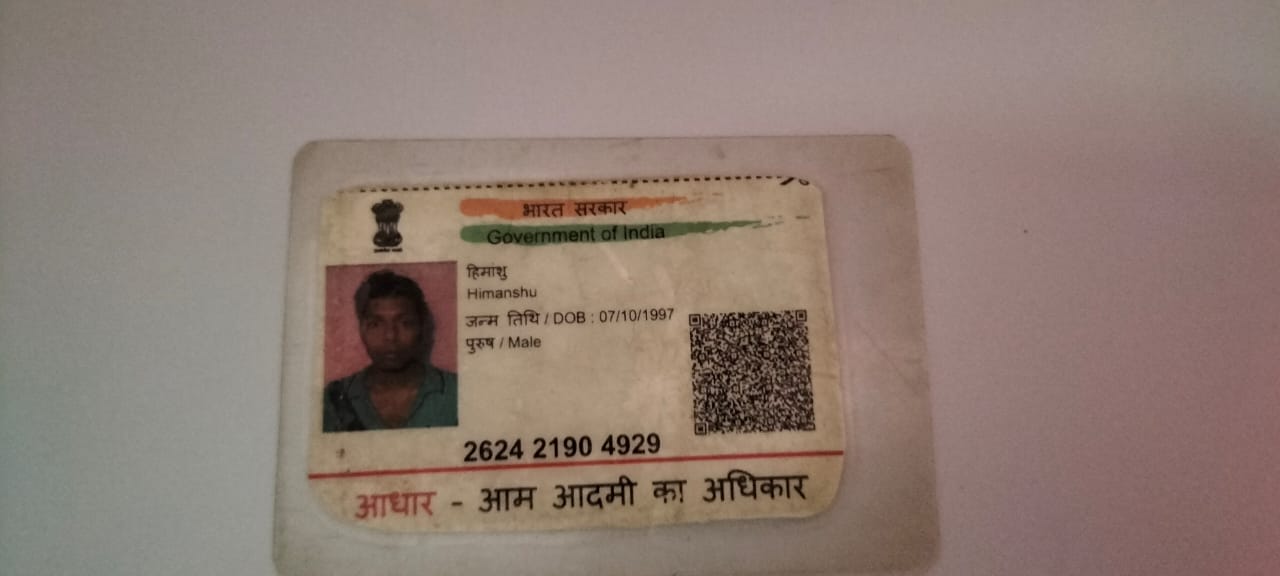 भारत सरकार
Government of India
हिमांशु
Himanshu
जन्म तिथि / DOB : 07/10/1997
पुरुष / Male
2624 2190 4929
आधार - आम आदमी का अधिकार